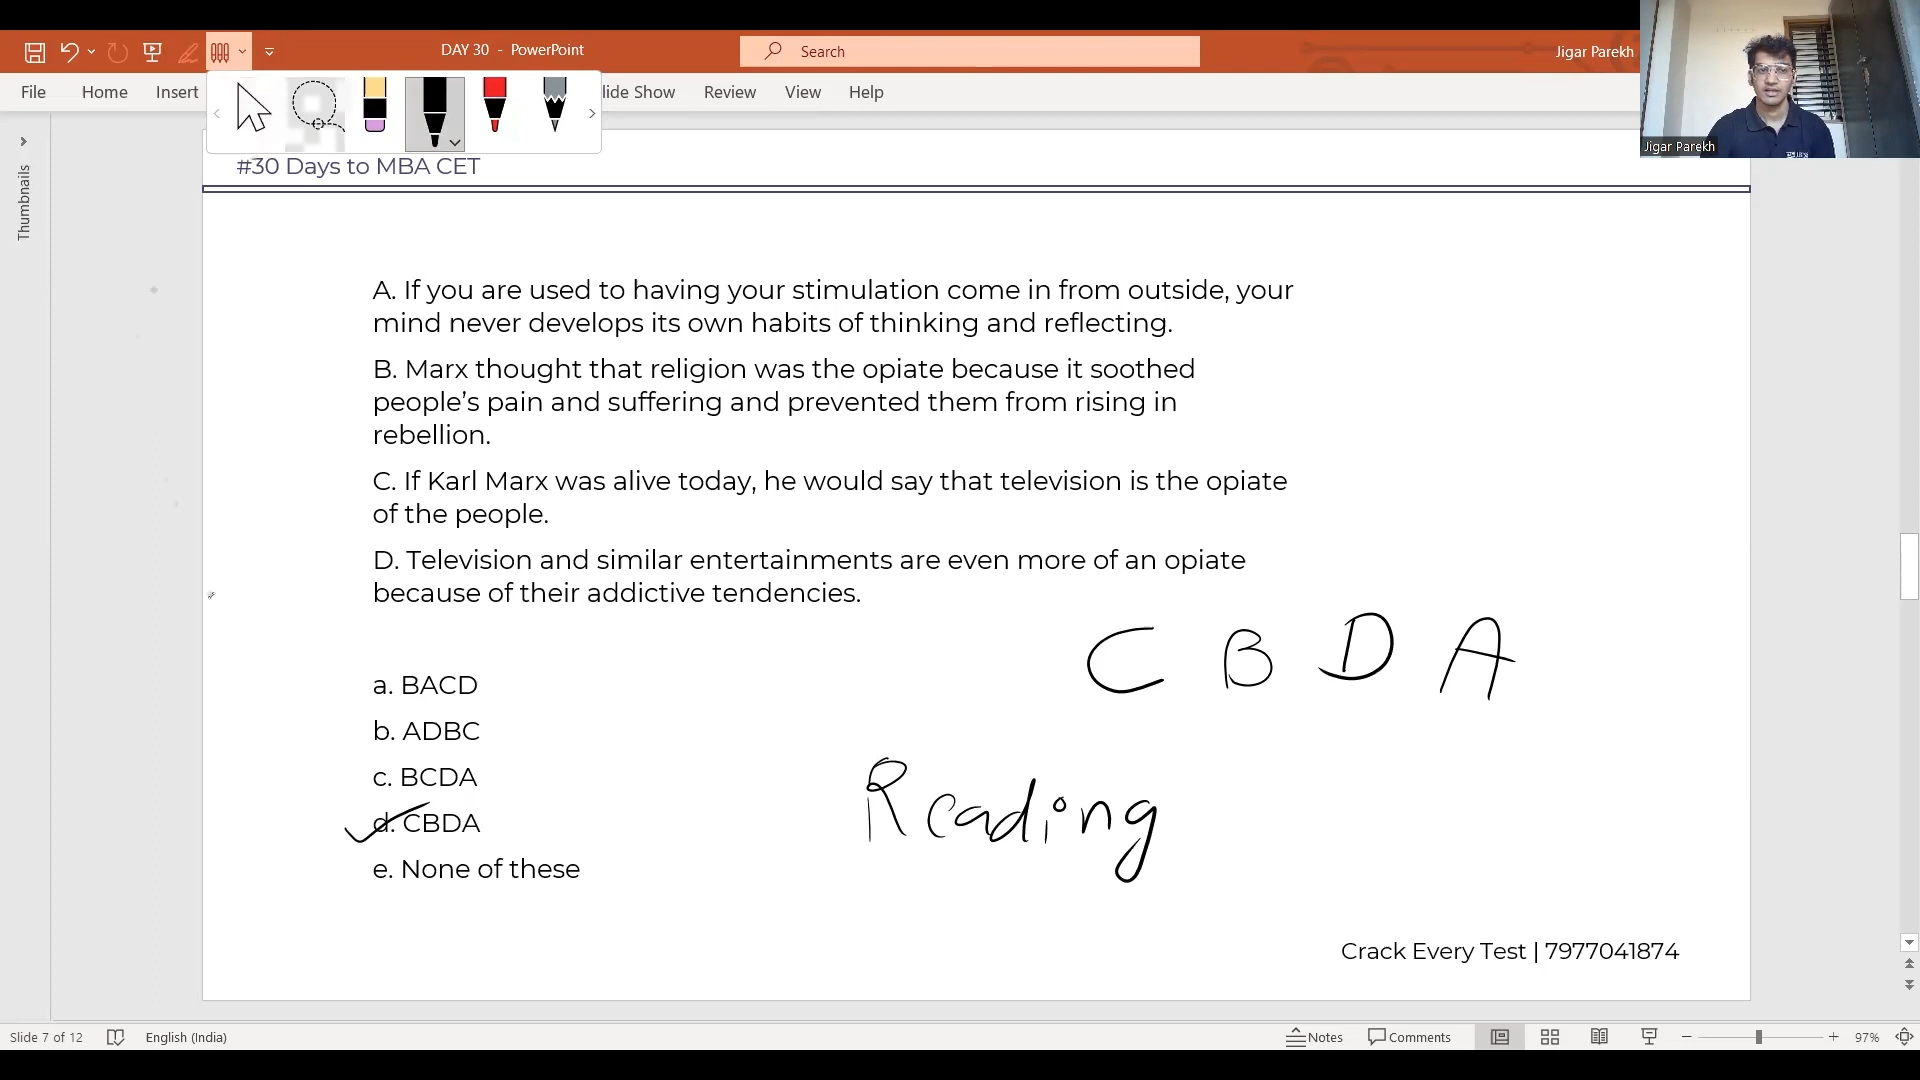 DAY 30 - PowerPoint
Search
Jigar Parekh
File Home Insert lide Show Review View Help
Jigar Parekh
Thumbnails
#30 Days to MBA CET
A. If you are used to having your stimulation come in from outside, your
mind never develops its own habits of thinking and reflecting.
B. Marx thought that religion was the opiate because it soothed
people's pain and suffering and prevented them from rising in
rebellion.
C. If Karl Marx was alive today, he would say that television is the opiate
of the people.
D. Television and similar entertainments are even more of an opiate
because of their addictive tendencies.
C B D A
a. BACD
b. ADBC
c. BCDA
d. CBDA
e. None of these
Reading
Crack Every Test | 7977041874
Slide 7 of 12 English (India) Notes Comments 97%